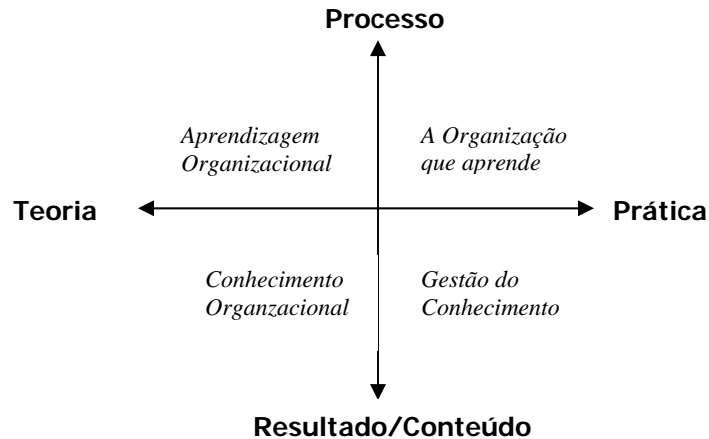 Processo
Aprendizagem
Organizacional
A Organização
que aprende
Teoria
Prática
Conhecimento
Organzacional
Gestão do
Conhecimento
Resultado/Conteúdo